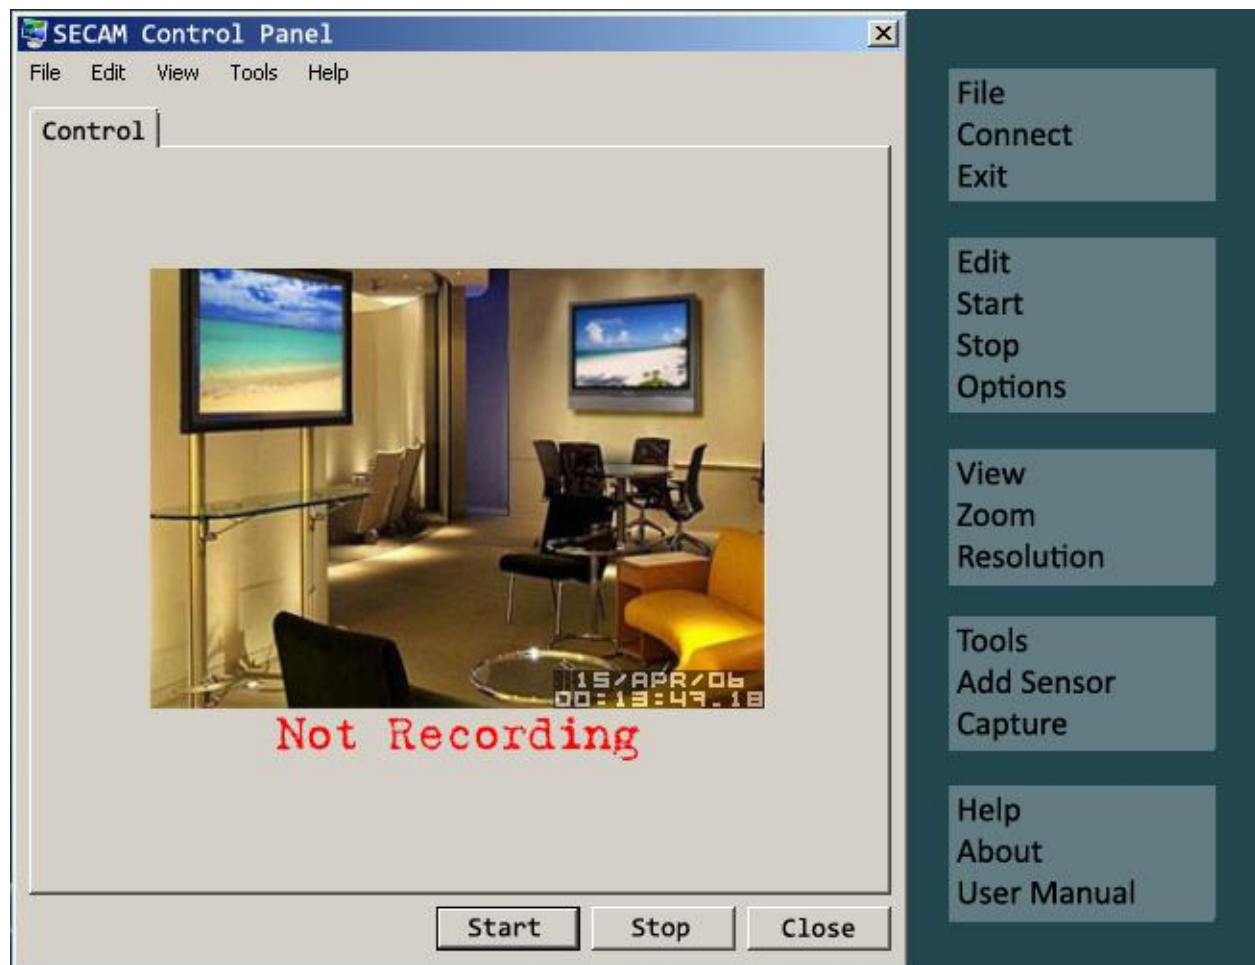 SECAM Control Panel
File Edit View Tools Help
Control
15/APR/06
00:13:47.18
Not Recording
Start Stop Close
File
Connect
Exit
Edit
Start
Stop
Options
View
Zoom
Resolution
Tools
Add Sensor
Capture
Help
About
User Manual